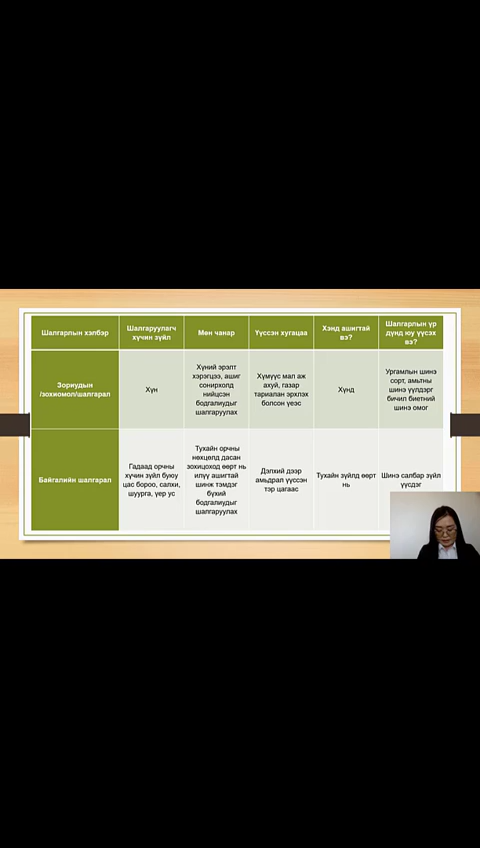 Шалгарлын хэлбэр
Шалгаруулагч
хүчин зүйл
Мөн чанар
Үүссэн хугацаа
Хэнд ашигтай
вэ?
Шалгарлын үр
дүнд юу үүсэх
вэ?
Зориудын
/зохиомол/шалгарал
Хүн
Хүний эрэлт
хэрэгцээ, ашиг
сонирхолд
нийцсэн
бодгалиудыг
шалгаруулах
Хүмүүс мал аж
ахуй, газар
тариалан эрхлэх
болсон үеэс
Хүнд
Ургамлын шинэ
сорт, амьтны
шинэ үүлдэрг
бичил биетний
шинэ омог
Байгалийн шалгарал
Гадаад орчны
хүчин зүйл буюу
цас бороо, салхи,
шуурга, үер ус
Тухайн орчны
нөхцөлд дасан
зохицоход өөрт нь
илүү ашигтай
шинж тэмдэг
бүхий
бодгалиудыг
шалгаруулах
Дэлхий дээр
амьдрал үүссэн
тэр цагаас
Тухайн зүйлд өөрт
нь
Шинэ салбар зүйл
үүсдэг